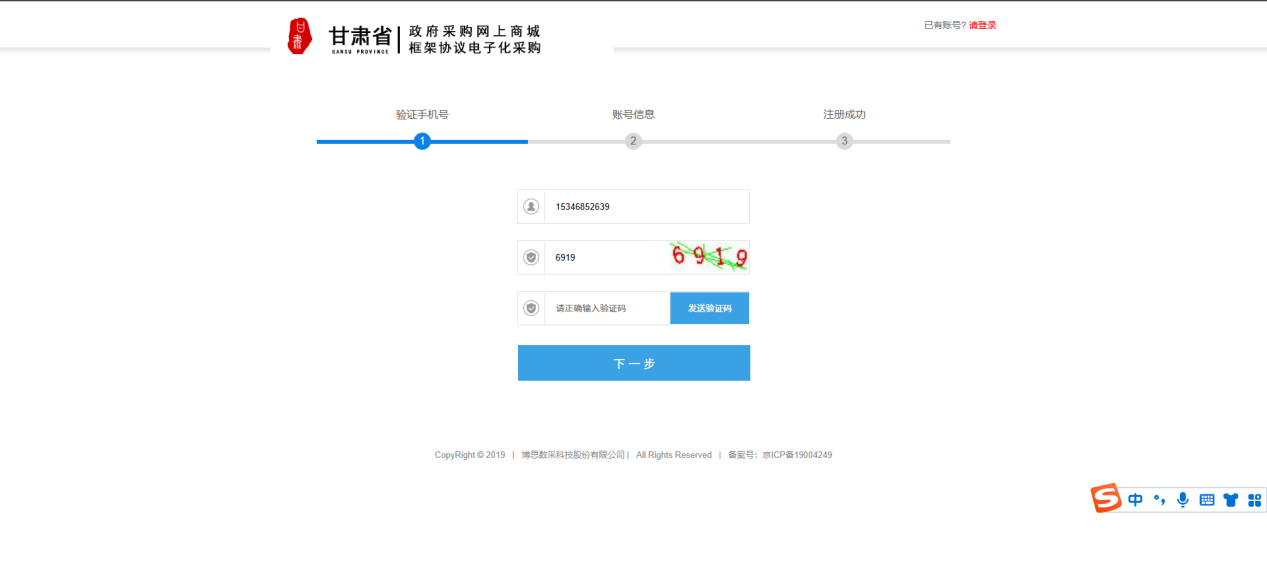 已有账号? 请登录
甘肃
甘肃省
GANSU PROVINCE
政府采购网上商城
框架协议电子化采购
验证手机号 账号信息 注册成功
1 2 3
15346852639
6919 6919
请正确输入验证码 发送验证码
下一步
CopyRight © 2019 | 博思数采科技股份有限公司 | All Rights Reserved | 备案号：京ICP备19004249
S 中 °,